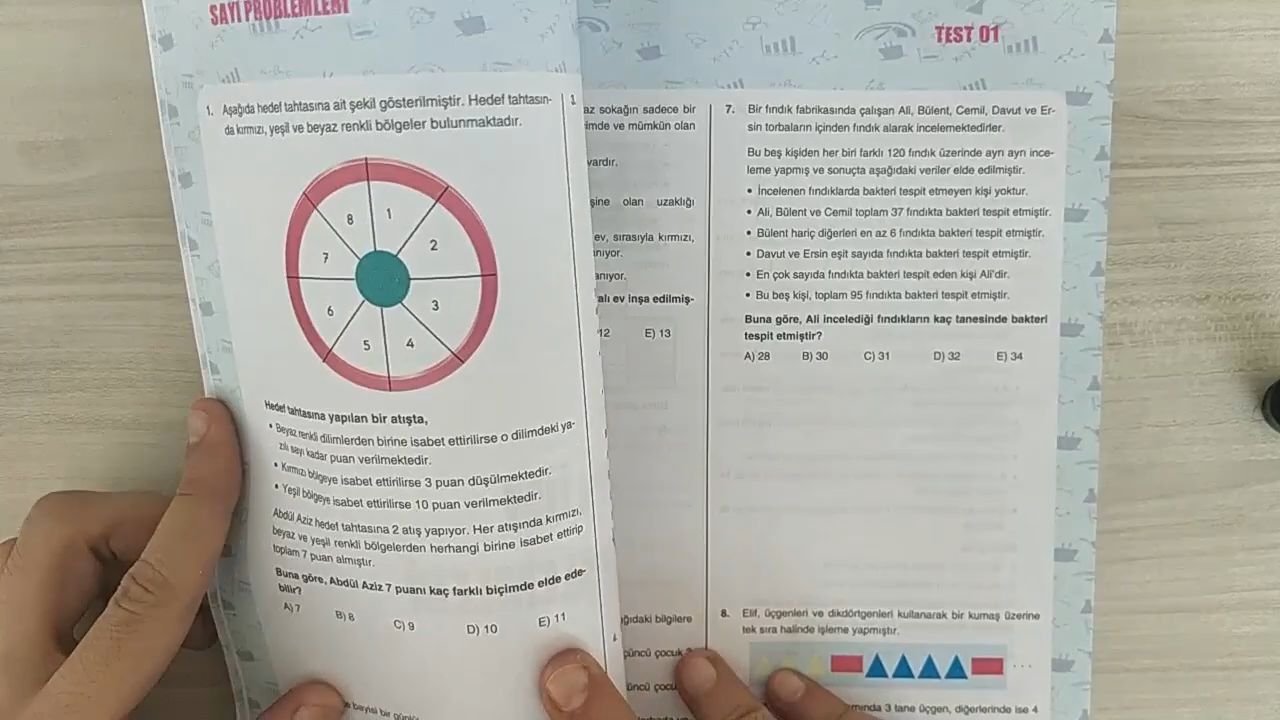 SAYI PROBLEMLERİ
1. Aşağıda hedef tahtasına ait şekil gösterilmiştir. Hedef tahtasın-
da kırmızı, yeşil ve beyaz renkli bölgeler bulunmaktadır.
8 1
7 2
6 3
5 4
Hedef tahtasına yapılan bir atışta,
• Beyaz renkli dilimlerden birine isabet ettirilirse o dilimdeki ya-
zılı sayı kadar puan verilmektedir.
• Kırmızı bölgeye isabet ettirilirse 3 puan düşülmektedir.
• Yeşil bölgeye isabet ettirilirse 10 puan verilmektedir.
Abdül Aziz hedef tahtasına 2 atış yapıyor. Her atışında kırmızı,
beyaz ve yeşil renkli bölgelerden herhangi birine isabet ettirip
toplam 7 puan almıştır.
Buna göre, Abdül Aziz 7 puanı kaç farklı biçimde elde ede-
bilir?
A) 7 B) 8 C) 9 D) 10 E) 11
3.
az sokağın sadece bir
imde ve mümkün olan
vardır.
şine olan uzaklığı
ev, sırasıyla kırmızı,
anıyor.
alı ev inşa edilmiş-
12 E) 13
ğıdaki bilgilere
çüncü çocuk
üncü çocu
TEST 01
7. Bir fındık fabrikasında çalışan Ali, Bülent, Cemil, Davut ve Er-
sin torbaların içinden fındık alarak incelemektedirler.
Bu beş kişiden her biri farklı 120 fındık üzerinde ayrı ayrı ince-
leme yapmış ve sonuçta aşağıdaki veriler elde edilmiştir.
• İncelenen fındıklarda bakteri tespit etmeyen kişi yoktur.
• Ali, Bülent ve Cemil toplam 37 fındıkta bakteri tespit etmiştir.
• Bülent hariç diğerleri en az 6 fındıkta bakteri tespit etmiştir.
• Davut ve Ersin eşit sayıda fındıkta bakteri tespit etmiştir.
• En çok sayıda fındıkta bakteri tespit eden kişi Ali'dir.
• Bu beş kişi, toplam 95 fındıkta bakteri tespit etmiştir.
Buna göre, Ali incelediği fındıkların kaç tanesinde bakteri
tespit etmiştir?
A) 28 B) 30 C) 31 D) 32 E) 34
8. Elif, üçgenleri ve dikdörtgenleri kullanarak bir kumaş üzerine
tek sıra halinde işleme yapmıştır.
...
mında 3 tane üçgen, diğerlerinde ise 4